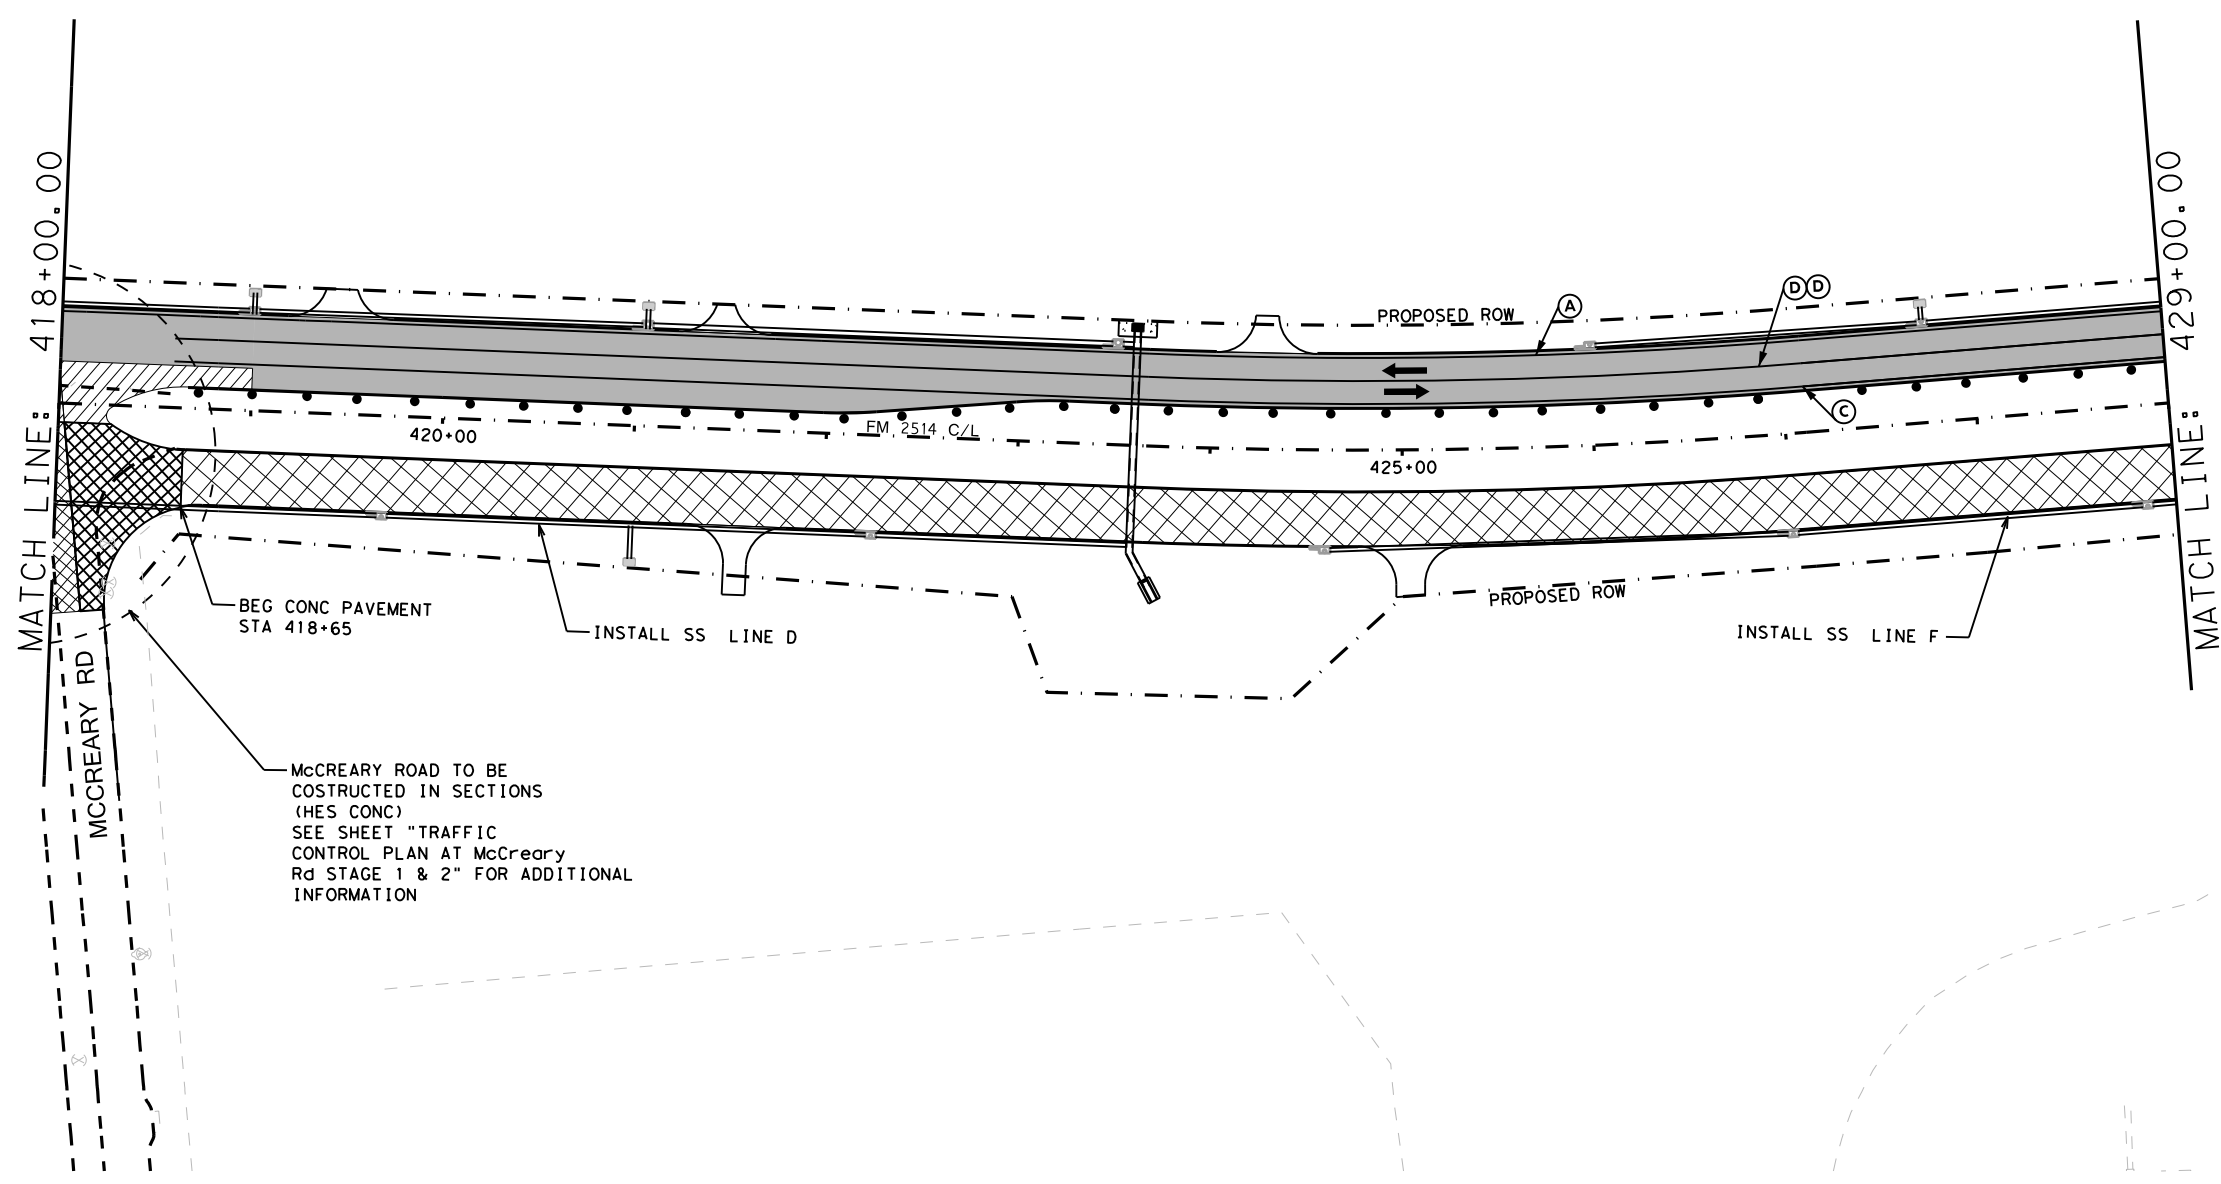 MATCH LINE: 418+00.00
MATCH LINE: 429+00.00
PROPOSED ROW
A
D D
C
420+00
FM 2514 C/L
425+00
BEG CONC PAVEMENT
STA 418+65
INSTALL SS LINE D
PROPOSED ROW
INSTALL SS LINE F
MCCREARY RD
McCREARY ROAD TO BE
COSTRUCTED IN SECTIONS
(HES CONC)
SEE SHEET "TRAFFIC
CONTROL PLAN AT McCreary
Rd STAGE 1 & 2" FOR ADDITIONAL
INFORMATION